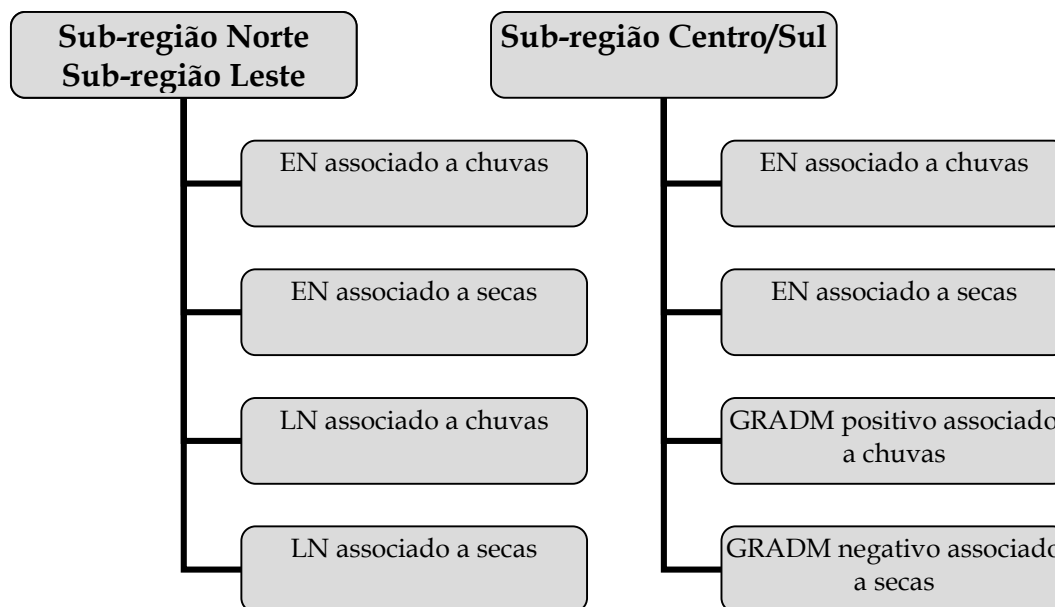 Sub-região Norte
Sub-região Leste
EN associado a chuvas
EN associado a secas
LN associado a chuvas
LN associado a secas
Sub-região Centro/Sul
EN associado a chuvas
EN associado a secas
GRADM positivo associado
a chuvas
GRADM negativo associado
a secas